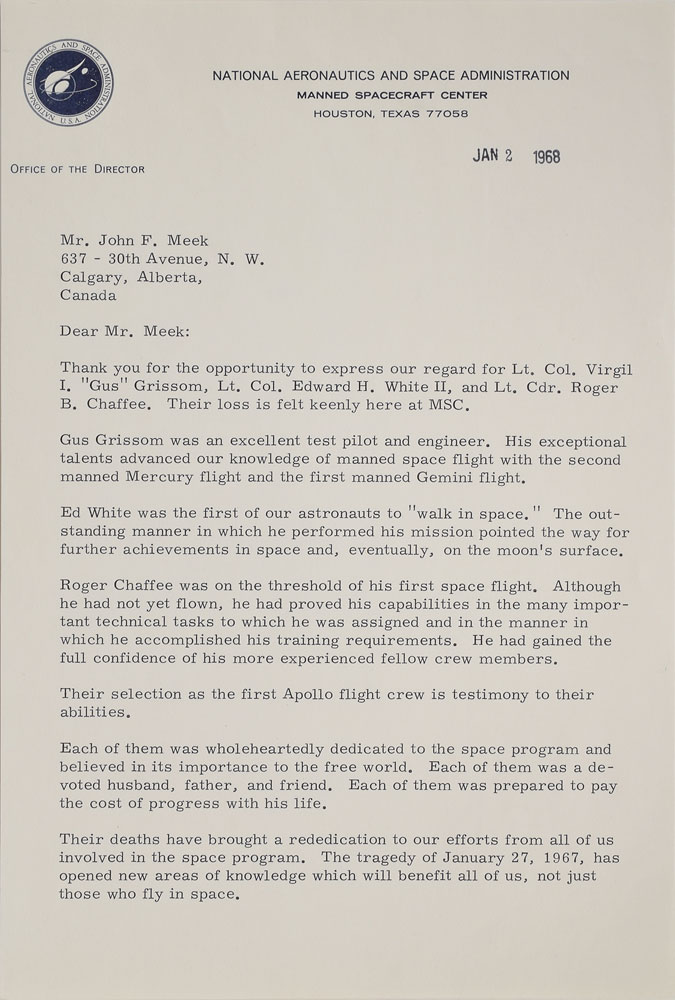 NATIONAL AERONAUTICS AND SPACE ADMINISTRATION
U.S.A.
NATIONAL AERONAUTICS AND SPACE ADMINISTRATION
MANNED SPACECRAFT CENTER
HOUSTON, TEXAS 77058
JAN 2 1968
OFFICE OF THE DIRECTOR
Mr. John F. Meek
637 - 30th Avenue, N. W.
Calgary, Alberta,
Canada
Dear Mr. Meek:
Thank you for the opportunity to express our regard for Lt. Col. Virgil
I. "Gus" Grissom, Lt. Col. Edward H. White II, and Lt. Cdr. Roger
B. Chaffee. Their loss is felt keenly here at MSC.
Gus Grissom was an excellent test pilot and engineer. His exceptional
talents advanced our knowledge of manned space flight with the second
manned Mercury flight and the first manned Gemini flight.
Ed White was the first of our astronauts to "walk in space." The out-
standing manner in which he performed his mission pointed the way for
further achievements in space and, eventually, on the moon's surface.
Roger Chaffee was on the threshold of his first space flight. Although
he had not yet flown, he had proved his capabilities in the many impor-
tant technical tasks to which he was assigned and in the manner in
which he accomplished his training requirements. He had gained the
full confidence of his more experienced fellow crew members.
Their selection as the first Apollo flight crew is testimony to their
abilities.
Each of them was wholeheartedly dedicated to the space program and
believed in its importance to the free world. Each of them was a de-
voted husband, father, and friend. Each of them was prepared to pay
the cost of progress with his life.
Their deaths have brought a rededication to our efforts from all of us
involved in the space program. The tragedy of January 27, 1967, has
opened new areas of knowledge which will benefit all of us, not just
those who fly in space.